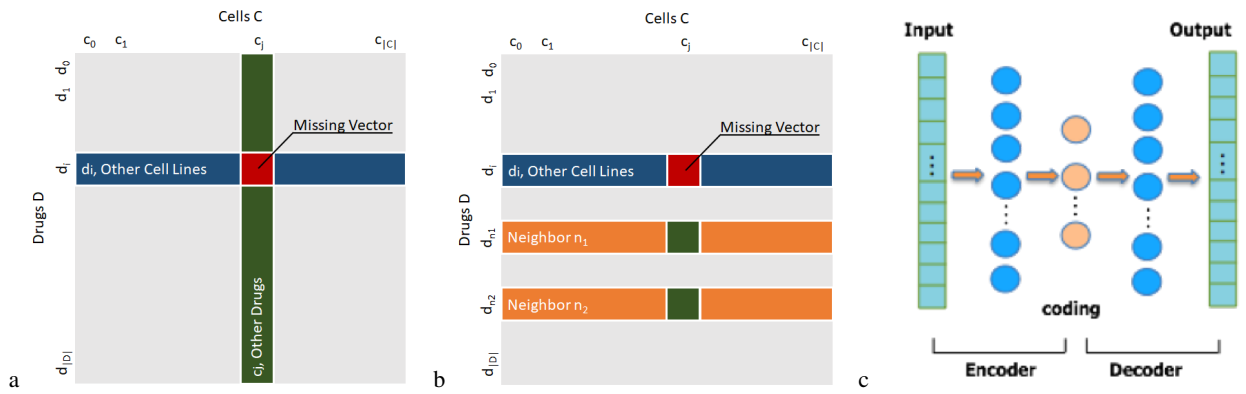 Cells C
c0 c1 cj c|C|
d0
d1
Missing Vector
di
di, Other Cell Lines
Drugs D
cj, Other Drugs
d|D|
a
Cells C
c0 c1 cj c|C|
d0
d1
Missing Vector
di
di, Other Cell Lines
Drugs D
dn1
Neighbor n1
dn2
Neighbor n2
d|D|
b
Input Output
coding
Encoder Decoder
c